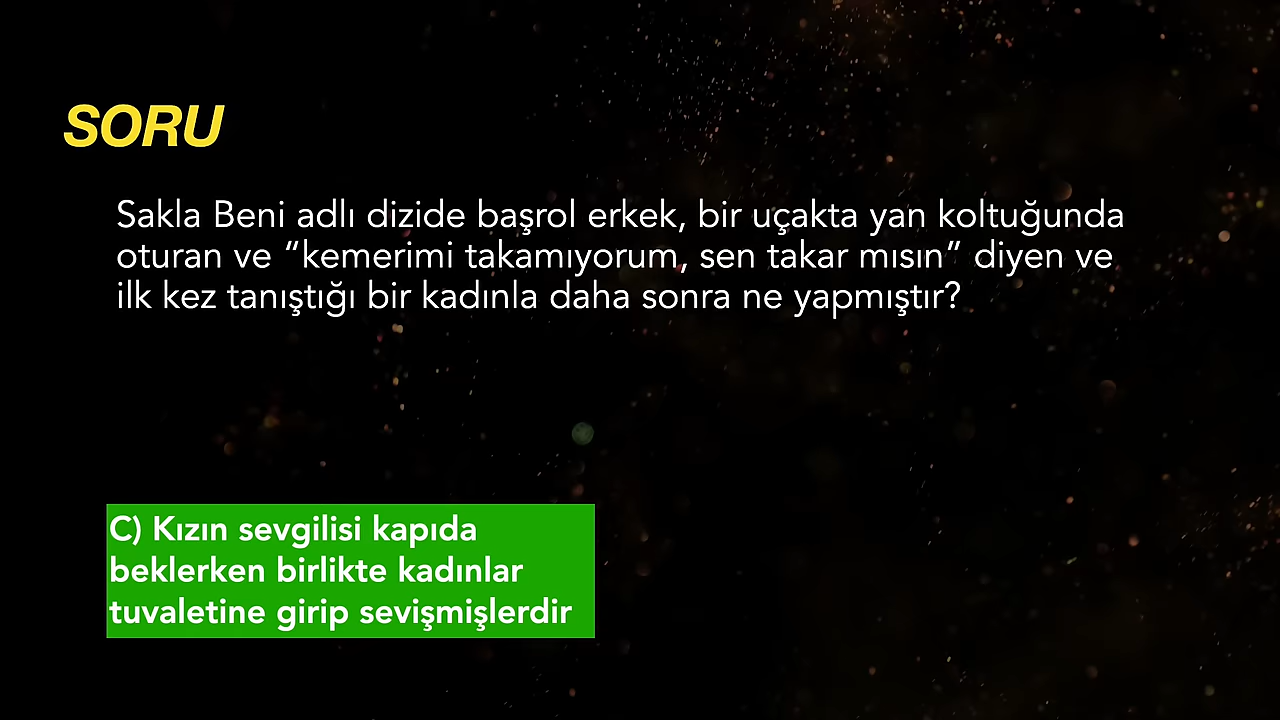 SORU
Sakla Beni adlı dizide başrol erkek, bir uçakta yan koltuğunda
oturan ve “kemerimi takamıyorum, sen takar mısın” diyen ve
ilk kez tanıştığı bir kadınla daha sonra ne yapmıştır?
C) Kızın sevgilisi kapıda
beklerken birlikte kadınlar
tuvaletine girip sevişmişlerdir